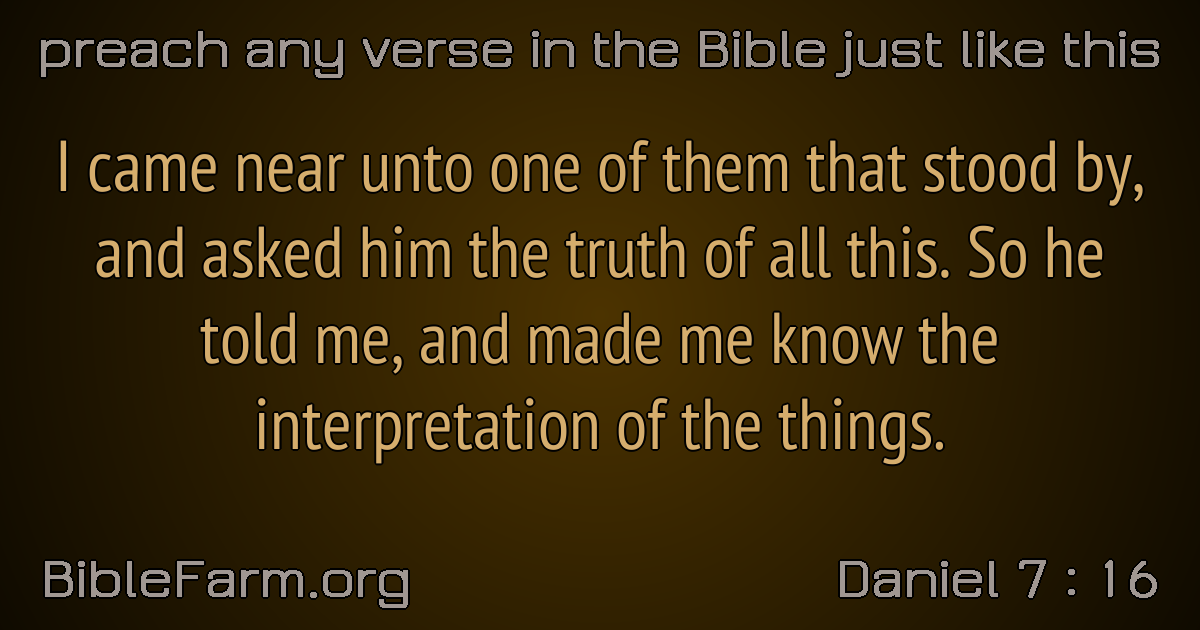 preach any verse in the Bible just like this
I came near unto one of them that stood by,
and asked him the truth of all this. So he
told me, and made me know the
interpretation of the things.
BibleFarm.org
Daniel 7 : 16